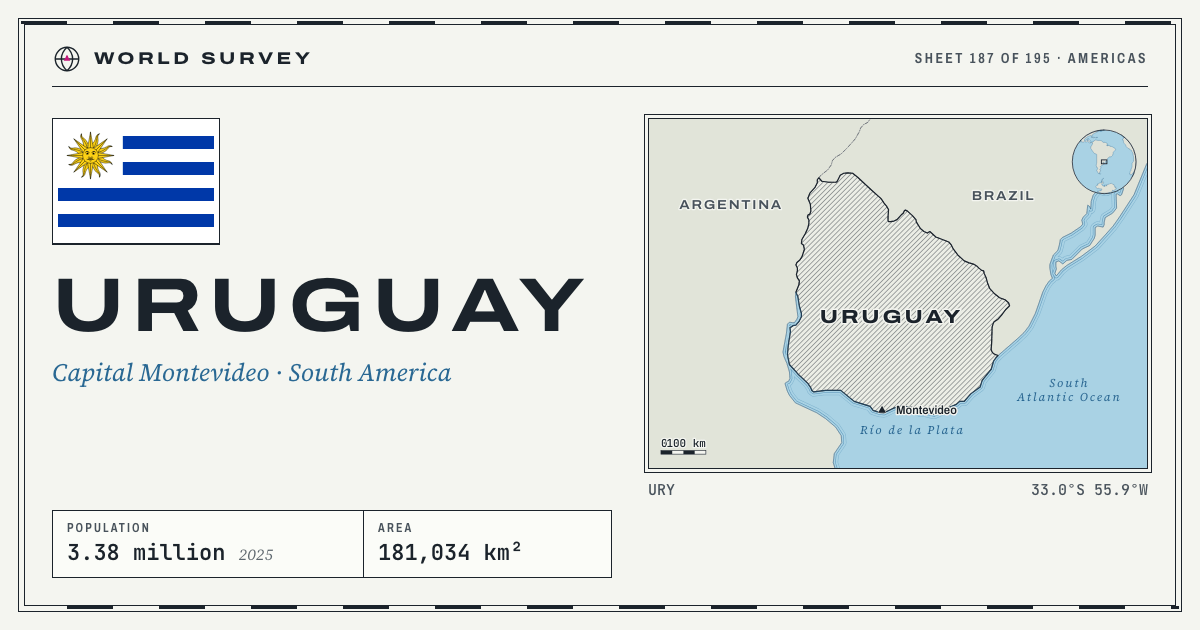 WORLD SURVEY
SHEET 187 OF 195 · AMERICAS
URUGUAY
Capital Montevideo · South America
POPULATION
3.38 million 2025
AREA
181,034 km²
ARGENTINA
BRAZIL
URUGUAY
South
Atlantic Ocean
Montevideo
Río de la Plata
0100 km
URY
33.0°S 55.9°W